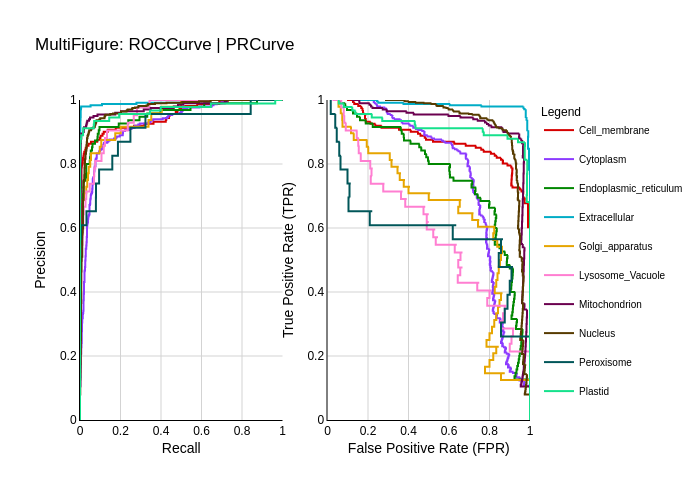 MultiFigure: ROCCurve | PRCurve
Precision
1
0.8
0.6
0.4
0.2
0
0 0.2 0.4 0.6 0.8 1
Recall
True Positive Rate (TPR)
1
0.8
0.6
0.4
0.2
0
0 0.2 0.4 0.6 0.8 1
False Positive Rate (FPR)
Legend
Cell_membrane
Cytoplasm
Endoplasmic_reticulum
Extracellular
Golgi_apparatus
Lysosome_Vacuole
Mitochondrion
Nucleus
Peroxisome
Plastid